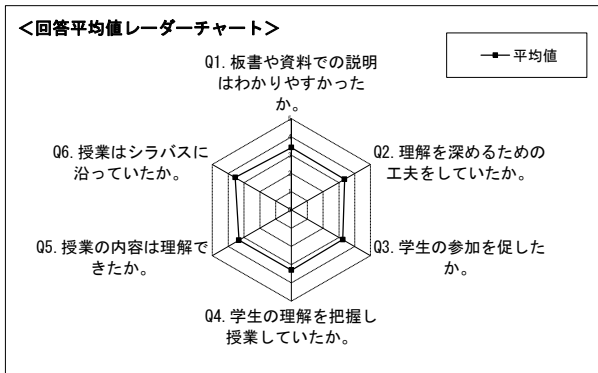 ＜回答平均値レーダーチャート＞
平均値
Q1. 板書や資料での説明
はわかりやすかった
か。
Q2. 理解を深めるための
工夫をしていたか。
Q3. 学生の参加を促した
か。
Q4. 学生の理解を把握し
授業していたか。
Q5. 授業の内容は理解で
きたか。
Q6. 授業はシラバスに
沿っていたか。